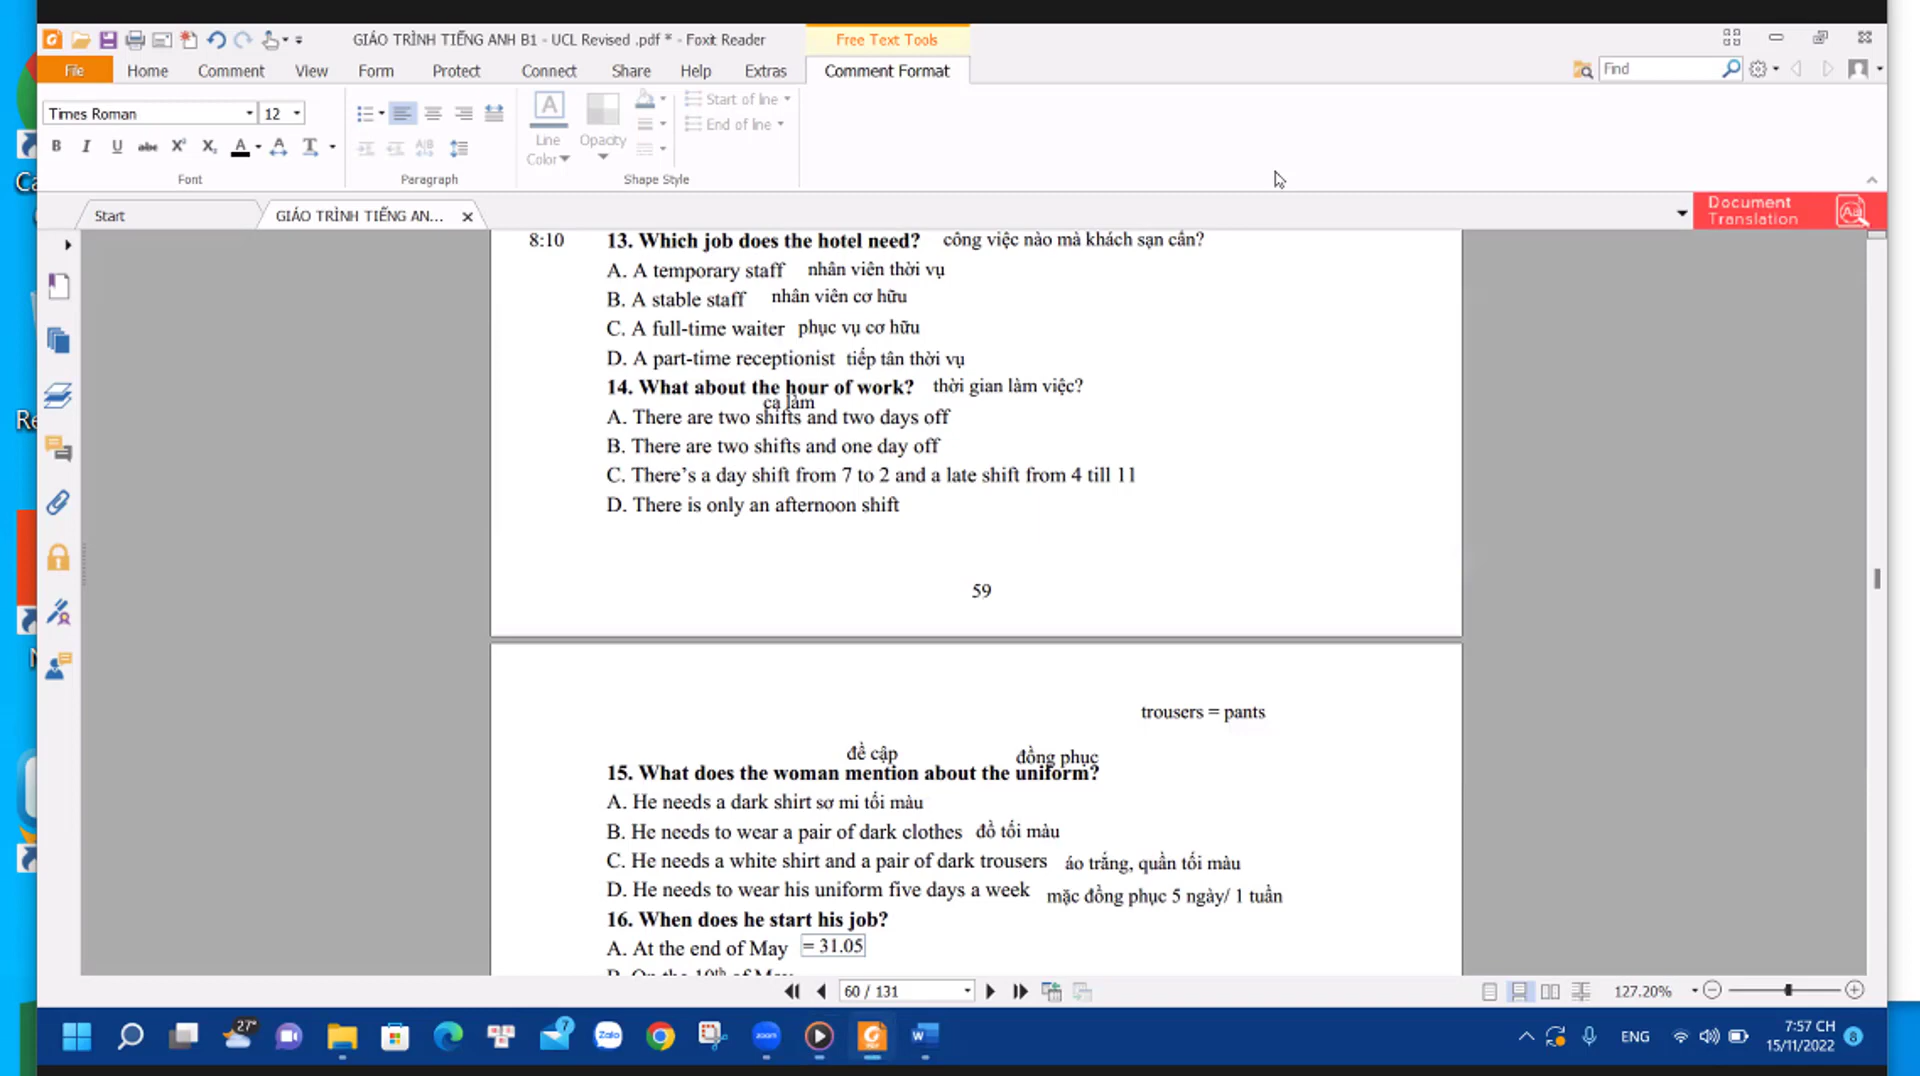 GIÁO TRÌNH TIẾNG ANH B1 - UCL Revised .pdf * - Foxit Reader
Free Text Tools
File Home Comment View Form Protect Connect Share Help Extras Comment Format
Find
Times Roman 12
Start of line
End of line
Line Color
Opacity
Font Paragraph Shape Style
Start
GIÁO TRÌNH TIẾNG AN...
Document Translation
8:10 13. Which job does the hotel need? công việc nào mà khách sạn cần?
A. A temporary staff nhân viên thời vụ
B. A stable staff nhân viên cơ hữu
C. A full-time waiter phục vụ cơ hữu
D. A part-time receptionist tiếp tân thời vụ
14. What about the hour of work? thời gian làm việc?
ca làm
A. There are two shifts and two days off
B. There are two shifts and one day off
C. There's a day shift from 7 to 2 and a late shift from 4 till 11
D. There is only an afternoon shift
59
trousers = pants
đề cập đồng phục
15. What does the woman mention about the uniform?
A. He needs a dark shirt sơ mi tối màu
B. He needs to wear a pair of dark clothes đồ tối màu
C. He needs a white shirt and a pair of dark trousers áo trắng, quần tối màu
D. He needs to wear his uniform five days a week mặc đồng phục 5 ngày/ 1 tuần
16. When does he start his job?
A. At the end of May = 31.05
B. On the 10th of May
60 / 131
127.20%
27°
7
Zalo
zoom
ENG
7:57 CH
15/11/2022
8